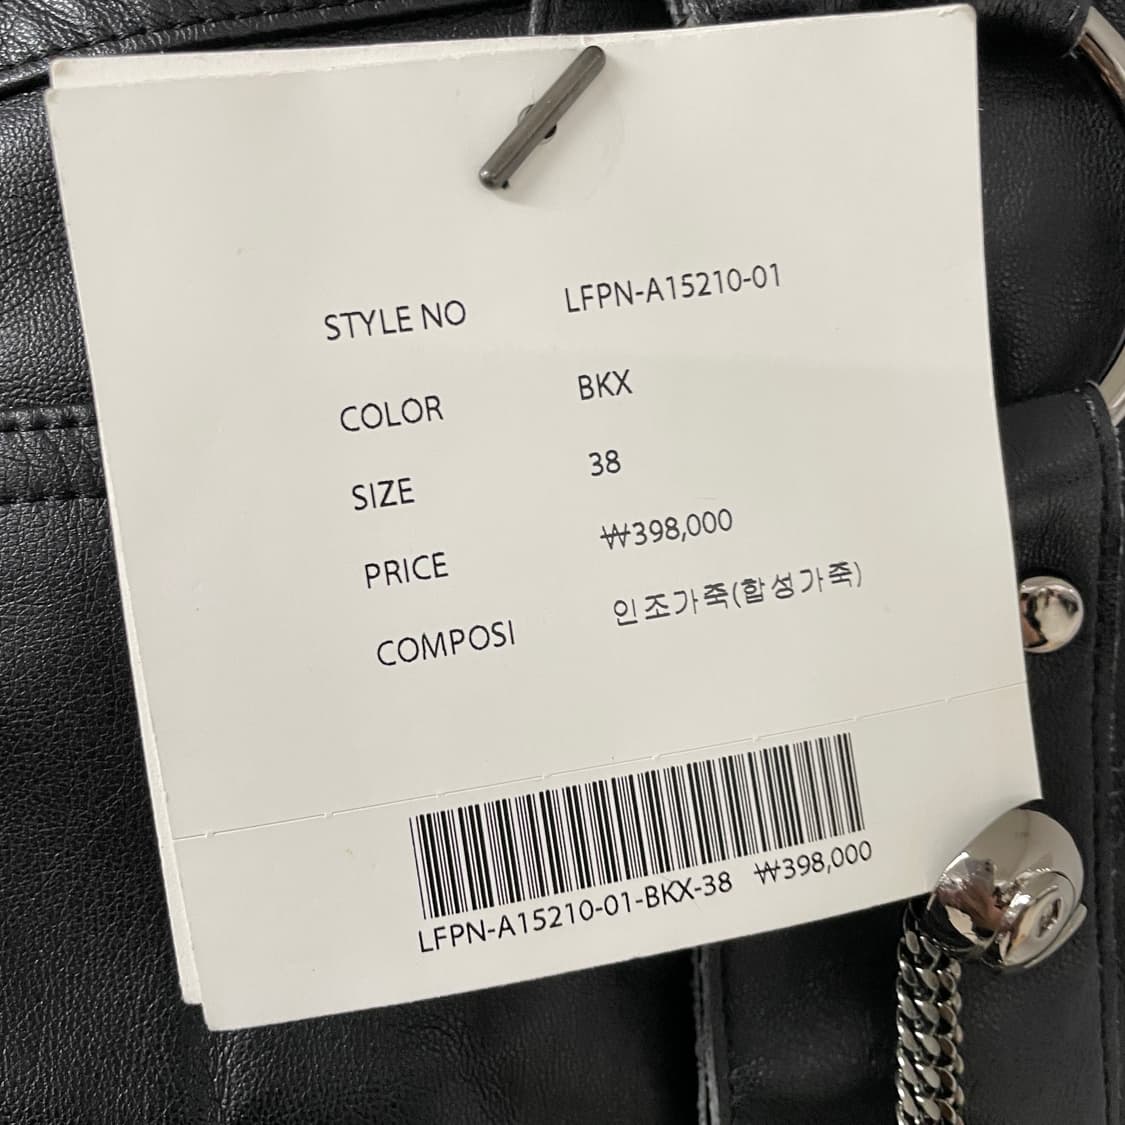 STYLE NO LFPN-A15210-01
COLOR BKX
SIZE 38
PRICE ₩398,000
COMPOSI 인조가죽(합성가죽)
LFPN-A15210-01-BKX-38 ₩398,000